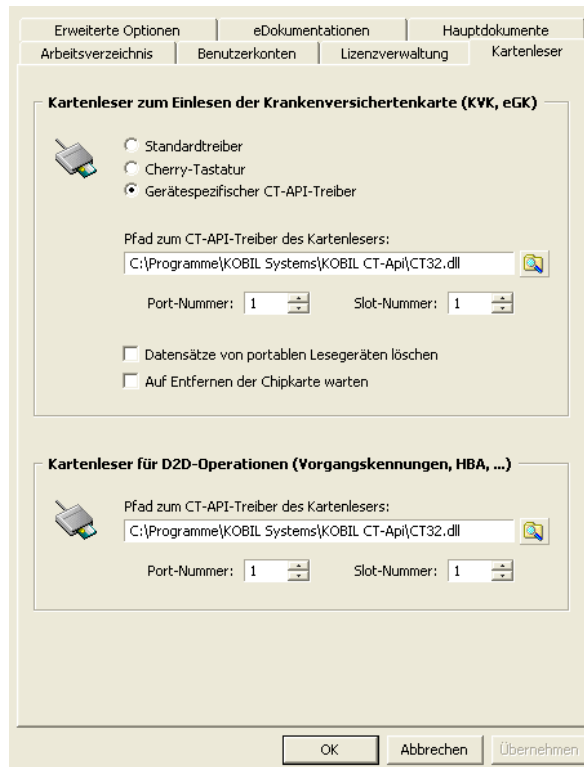 Erweiterte Optionen eDokumentationen Hauptdokumente
Arbeitsverzeichnis Benutzerkonten Lizenzverwaltung Kartenleser
Kartenleser zum Einlesen der Krankenversichertenkarte (KVK, eGK)
Standardtreiber
Cherry-Tastatur
Gerätespezifischer CT-API-Treiber
Pfad zum CT-API-Treiber des Kartenlesers:
C:\Programme\KOBIL Systems\KOBIL CT-Api\CT32.dll
Port-Nummer: 1 Slot-Nummer: 1
Datensätze von portablen Lesegeräten löschen
Auf Entfernen der Chipkarte warten
Kartenleser für D2D-Operationen (Vorgangskennungen, HBA, ...)
Pfad zum CT-API-Treiber des Kartenlesers:
C:\Programme\KOBIL Systems\KOBIL CT-Api\CT32.dll
Port-Nummer: 1 Slot-Nummer: 1
OK Abbrechen Übernehmen